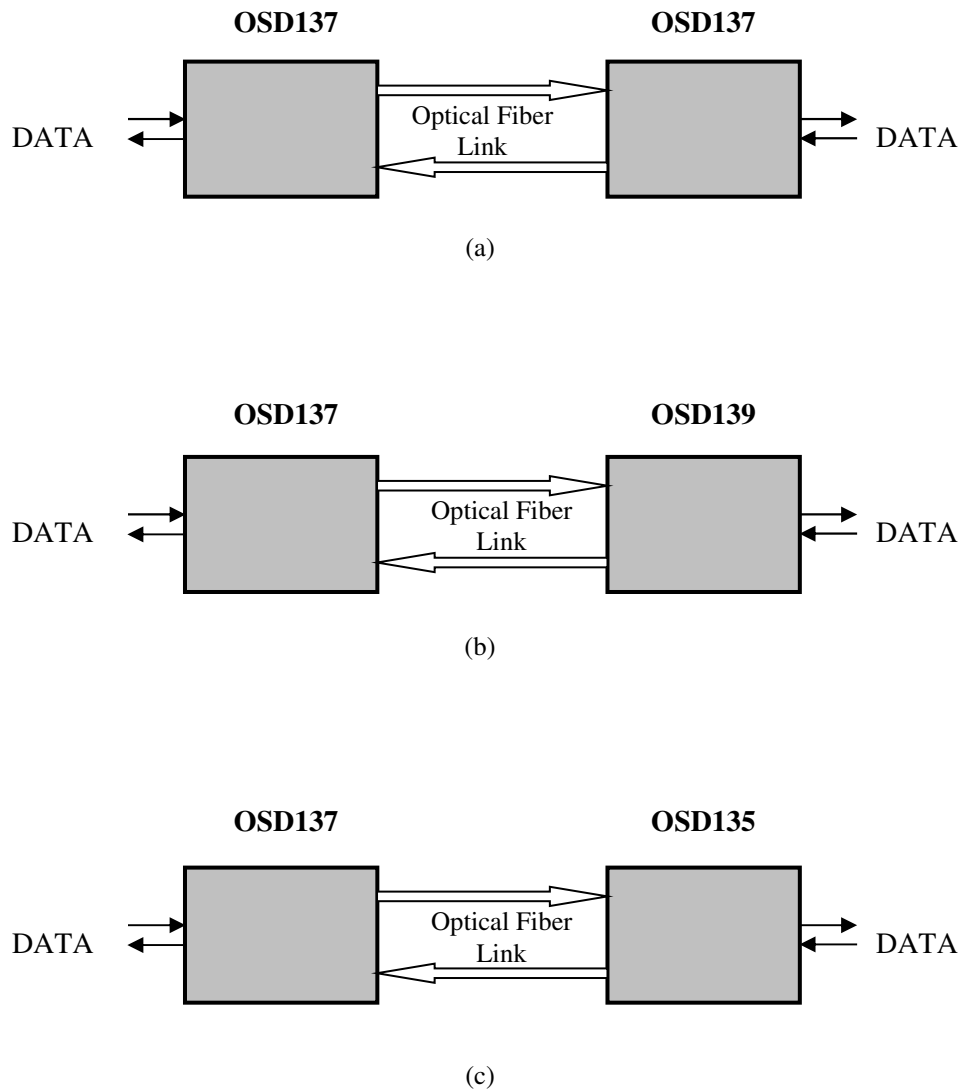 OSD137 OSD137
DATA Optical Fiber Link DATA
(a)
OSD137 OSD139
DATA Optical Fiber Link DATA
(b)
OSD137 OSD135
DATA Optical Fiber Link DATA
(c)